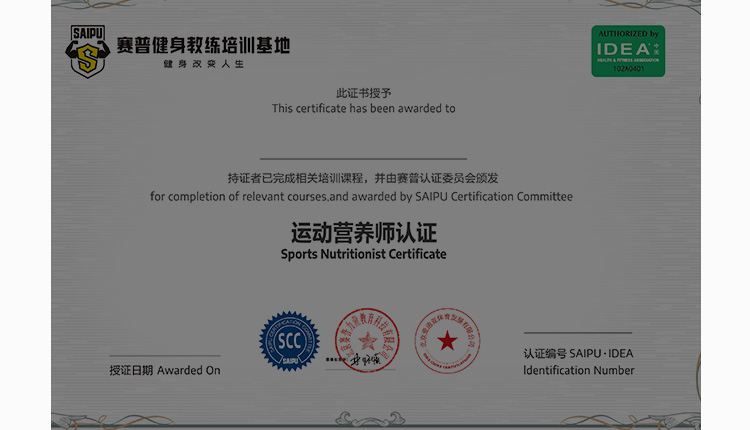 SAIPU
S
赛普健身教练培训基地
健身改变人生
AUTHORIZED by
IDEA 中国
HEALTH & FITNESS ASSOCIATION
10240401
此证书授予
This certificate has been awarded to
持证者已完成相关培训课程，并由赛普认证委员会颁发
for completion of relevant courses,and awarded by SAIPU Certification Committee
运动营养师认证
Sports Nutritionist Certificate
SCC
SAIPU
授证日期 Awarded On
认证编号 SAIPU·IDEA
Identification Number